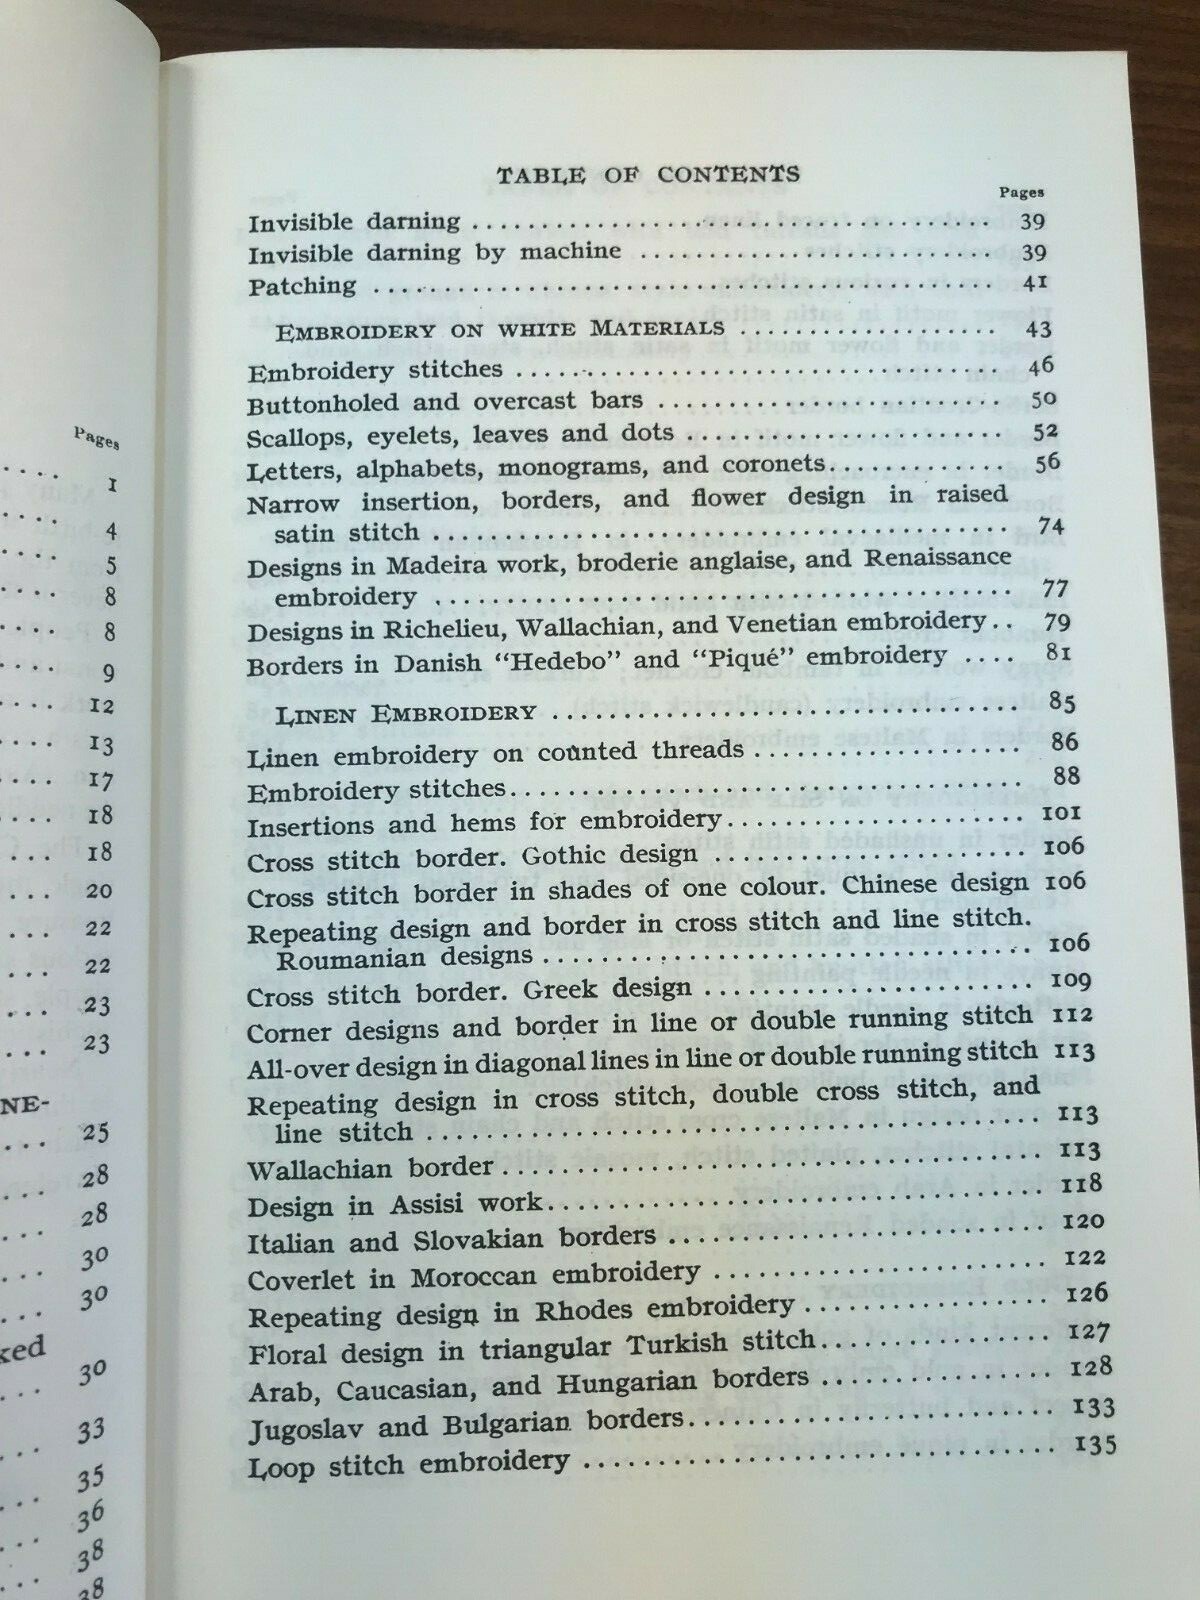 Pages
.... 1
.... 4
.... 5
.... 8
.... 8
.... 9
.... 12
.... 13
.... 17
.... 18
... 18
... 20
... 22
... 22
... 23
... 23
NE-
... 25
... 28
... 28
... 30
... 30
ked
... 30
... 33
... 35
... 36
... 38
... 38
TABLE OF CONTENTS
Pages
Invisible darning ........ 39
Invisible darning by machine ........ 39
Patching ........ 41
EMBROIDERY ON WHITE MATERIALS ........ 43
Embroidery stitches ........ 46
Buttonholed and overcast bars ........ 50
Scallops, eyelets, leaves and dots ........ 52
Letters, alphabets, monograms, and coronets ........ 56
Narrow insertion, borders, and flower design in raised
satin stitch ........ 74
Designs in Madeira work, broderie anglaise, and Renaissance
embroidery ........ 77
Designs in Richelieu, Wallachian, and Venetian embroidery .. 79
Borders in Danish “Hedebo” and “Piqué” embroidery .... 81
LINEN EMBROIDERY ........ 85
Linen embroidery on counted threads ........ 86
Embroidery stitches ........ 88
Insertions and hems for embroidery ........ 101
Cross stitch border. Gothic design ........ 106
Cross stitch border in shades of one colour. Chinese design 106
Repeating design and border in cross stitch and line stitch.
Roumanian designs ........ 106
Cross stitch border. Greek design ........ 109
Corner designs and border in line or double running stitch 112
All-over design in diagonal lines in line or double running stitch 113
Repeating design in cross stitch, double cross stitch, and
line stitch ........ 113
Wallachian border ........ 113
Design in Assisi work ........ 118
Italian and Slovakian borders ........ 120
Coverlet in Moroccan embroidery ........ 122
Repeating design in Rhodes embroidery ........ 126
Floral design in triangular Turkish stitch ........ 127
Arab, Caucasian, and Hungarian borders ........ 128
Jugoslav and Bulgarian borders ........ 133
Loop stitch embroidery ........ 135